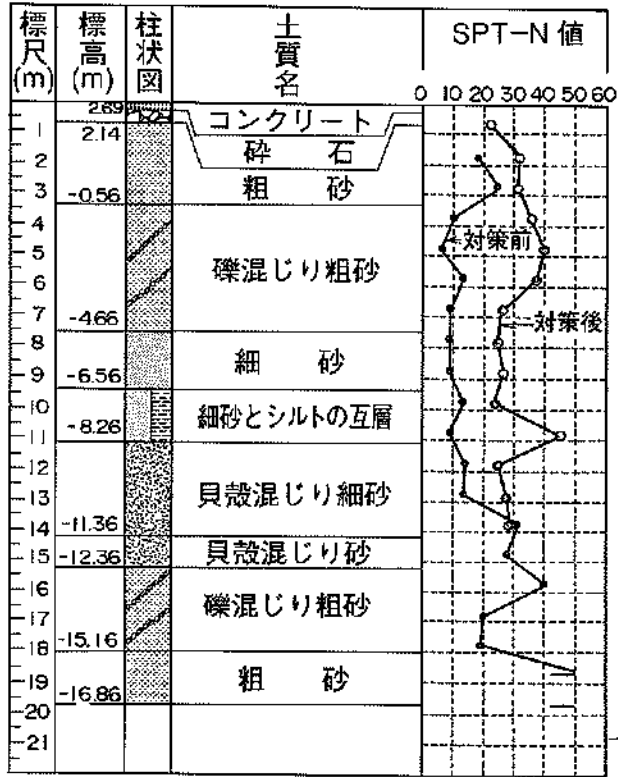 標尺(m) 標高(m) 柱状図 土質名 SPT-N 値
0 10 20 30 40 50 60
2.69
コンクリート
1 2.14
砕 石
2
粗 砂
3 -0.56
4
対策前
5
礫混じり粗砂
6
7 -4.66
対策後
8
細 砂
9 -6.56
10
細砂とシルトの互層
11 -8.26
12
13 貝殻混じり細砂
14 -11.36
貝殻混じり砂
15 -12.36
16
礫混じり粗砂
17
18 -15.16
粗 砂
19
-16.86
20
21